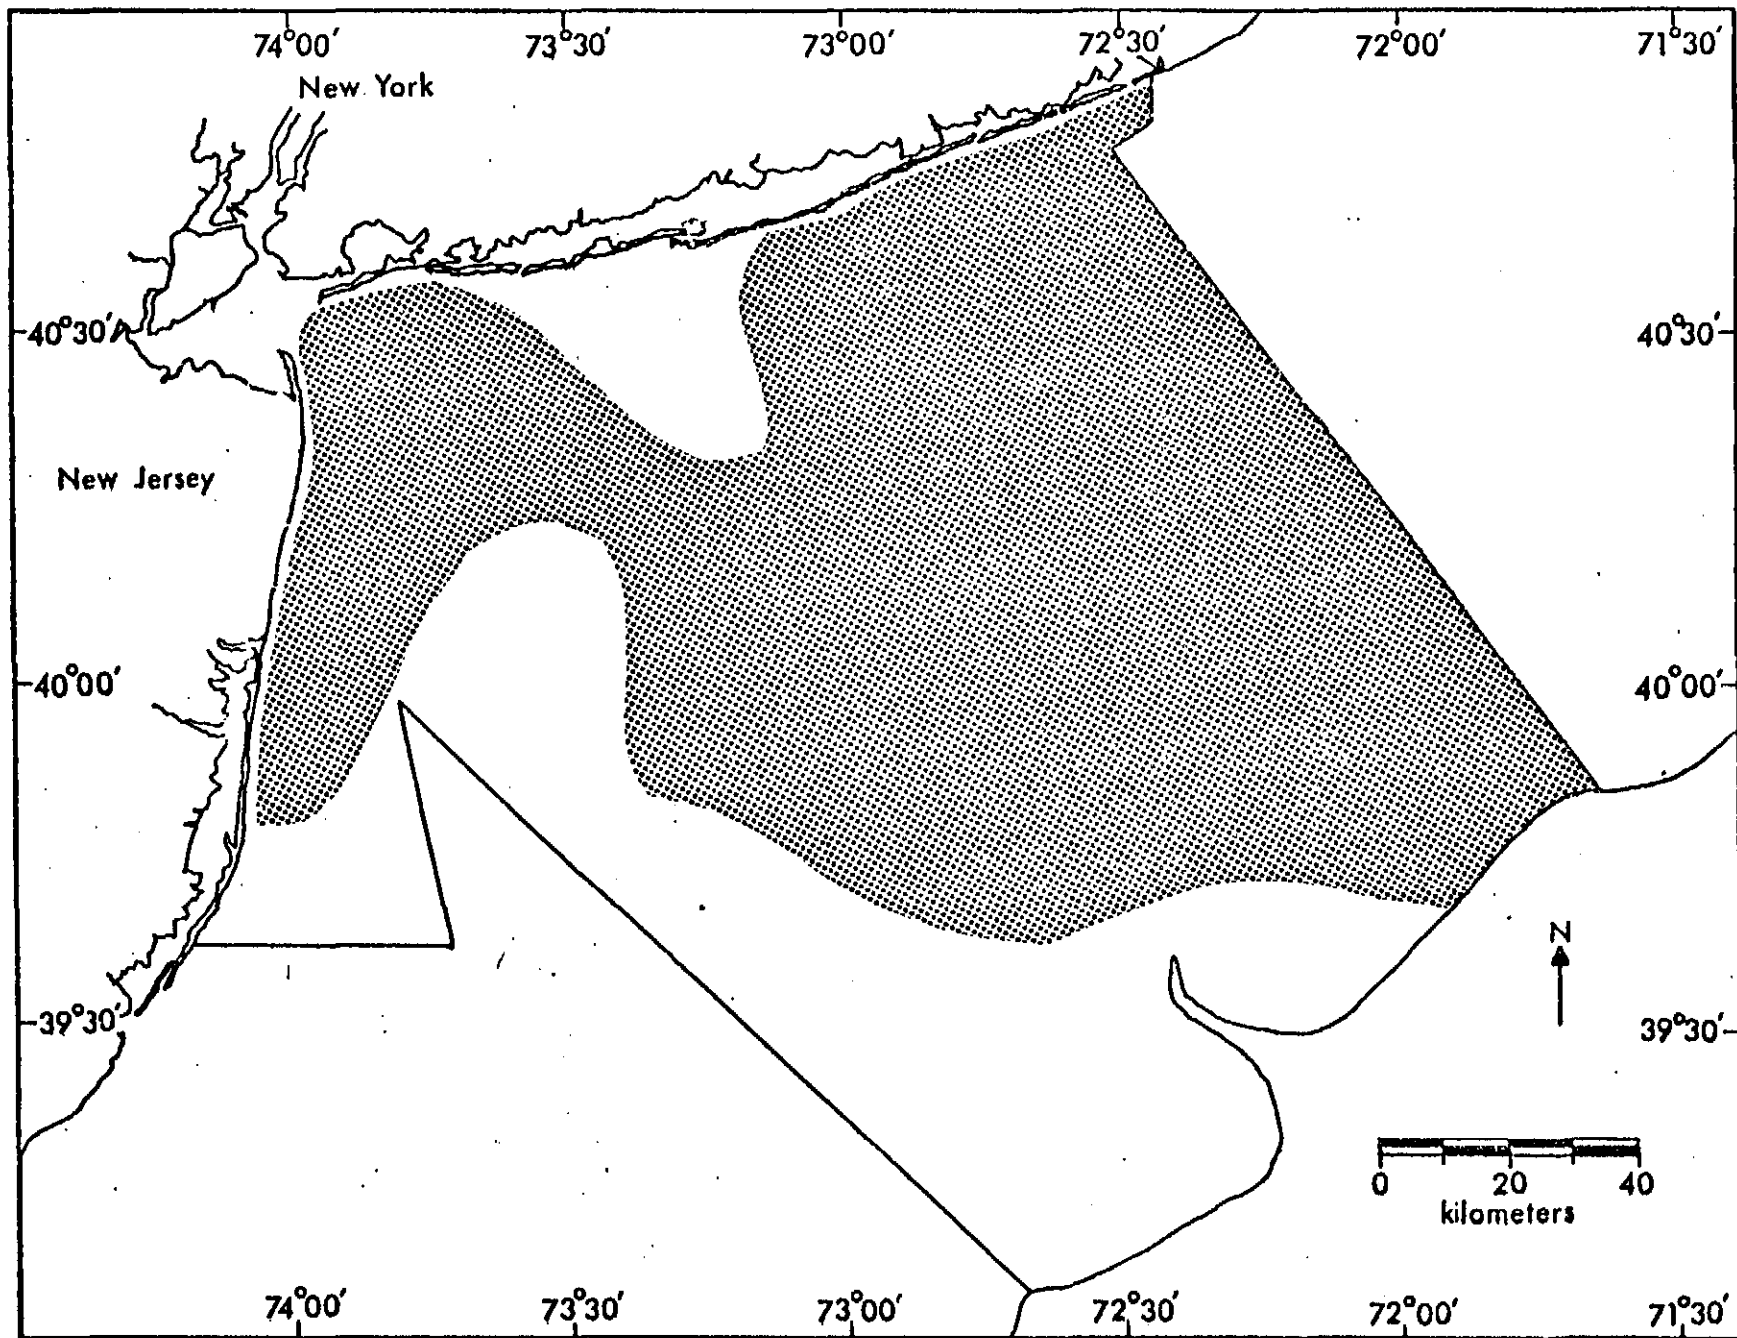 74°00′ 73°30′ 73°00′ 72°30′ 72°00′ 71°30′
New York
40°30′ 40°30′
New Jersey
40°00′ 40°00′
N
39°30′ 39°30′
0 20 40
kilometers
74°00′ 73°30′ 73°00′ 72°30′ 72°00′ 71°30′